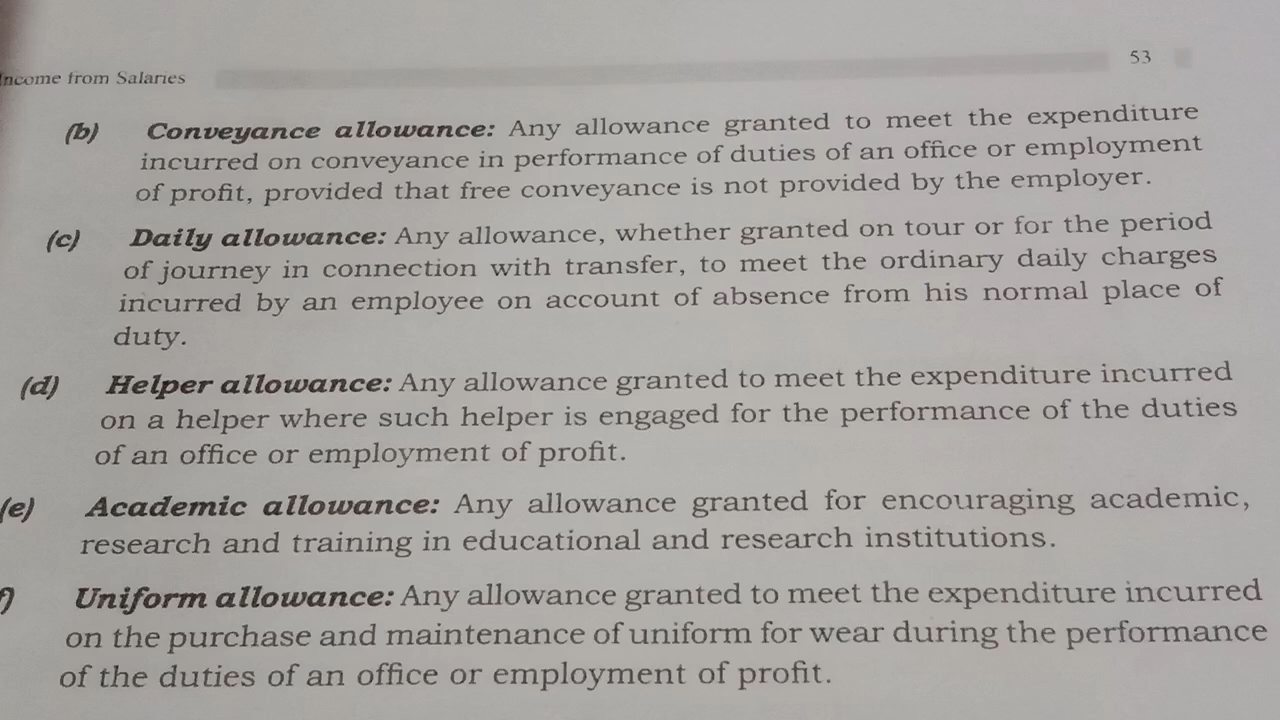 53
Income from Salaries
(b) Conveyance allowance: Any allowance granted to meet the expenditure
incurred on conveyance in performance of duties of an office or employment
of profit, provided that free conveyance is not provided by the employer.
(c) Daily allowance: Any allowance, whether granted on tour or for the period
of journey in connection with transfer, to meet the ordinary daily charges
incurred by an employee on account of absence from his normal place of
duty.
(d) Helper allowance: Any allowance granted to meet the expenditure incurred
on a helper where such helper is engaged for the performance of the duties
of an office or employment of profit.
(e) Academic allowance: Any allowance granted for encouraging academic,
research and training in educational and research institutions.
f) Uniform allowance: Any allowance granted to meet the expenditure incurred
on the purchase and maintenance of uniform for wear during the performance
of the duties of an office or employment of profit.